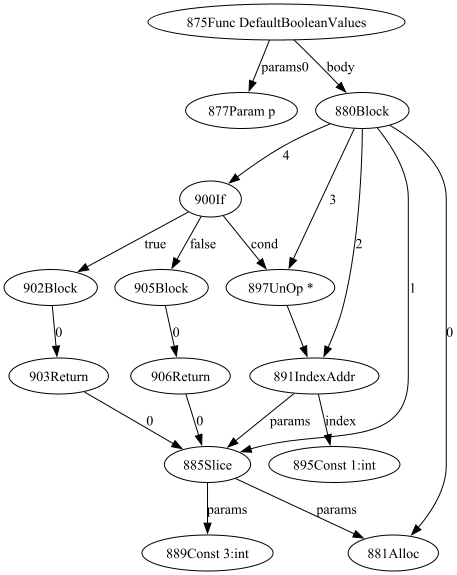 875Func DefaultBooleanValues
params0
body
877Param p
880Block
4
3
2
1
0
900If
true
false
cond
902Block
905Block
897UnOp *
0
0
903Return
906Return
891IndexAddr
0
0
params
index
885Slice
895Const 1:int
params
params
889Const 3:int
881Alloc